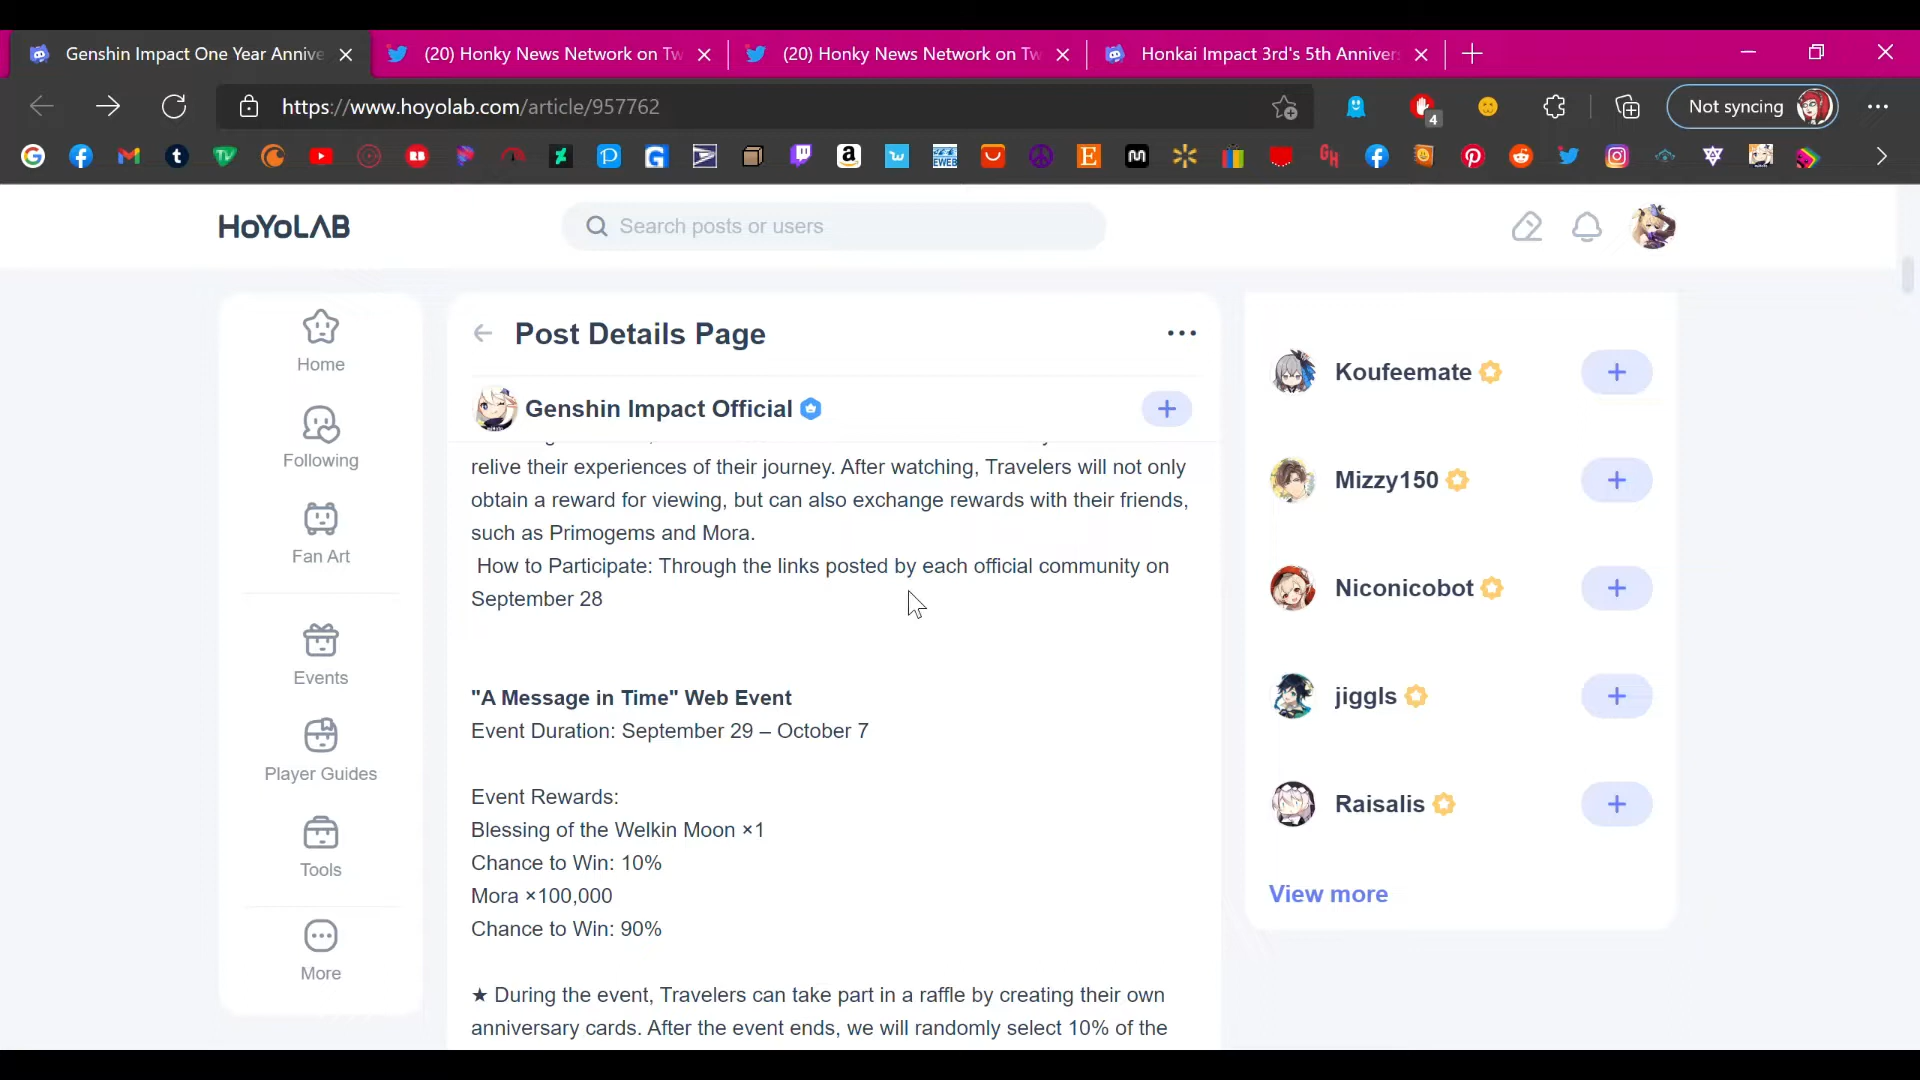 Genshin Impact One Year Annive
(20) Honky News Network on Tw
(20) Honky News Network on Tw
Honkai Impact 3rd's 5th Anniver
https://www.hoyolab.com/article/957762
4
Not syncing
HoYoLAB
Search posts or users
Home
Following
Fan Art
Events
Player Guides
Tools
More
Post Details Page
Genshin Impact Official
relive their experiences of their journey. After watching, Travelers will not only
obtain a reward for viewing, but can also exchange rewards with their friends,
such as Primogems and Mora.
How to Participate: Through the links posted by each official community on
September 28
"A Message in Time" Web Event
Event Duration: September 29 – October 7
Event Rewards:
Blessing of the Welkin Moon ×1
Chance to Win: 10%
Mora ×100,000
Chance to Win: 90%
★ During the event, Travelers can take part in a raffle by creating their own
anniversary cards. After the event ends, we will randomly select 10% of the
Koufeemate
Mizzy150
Niconicobot
jiggls
Raisalis
View more